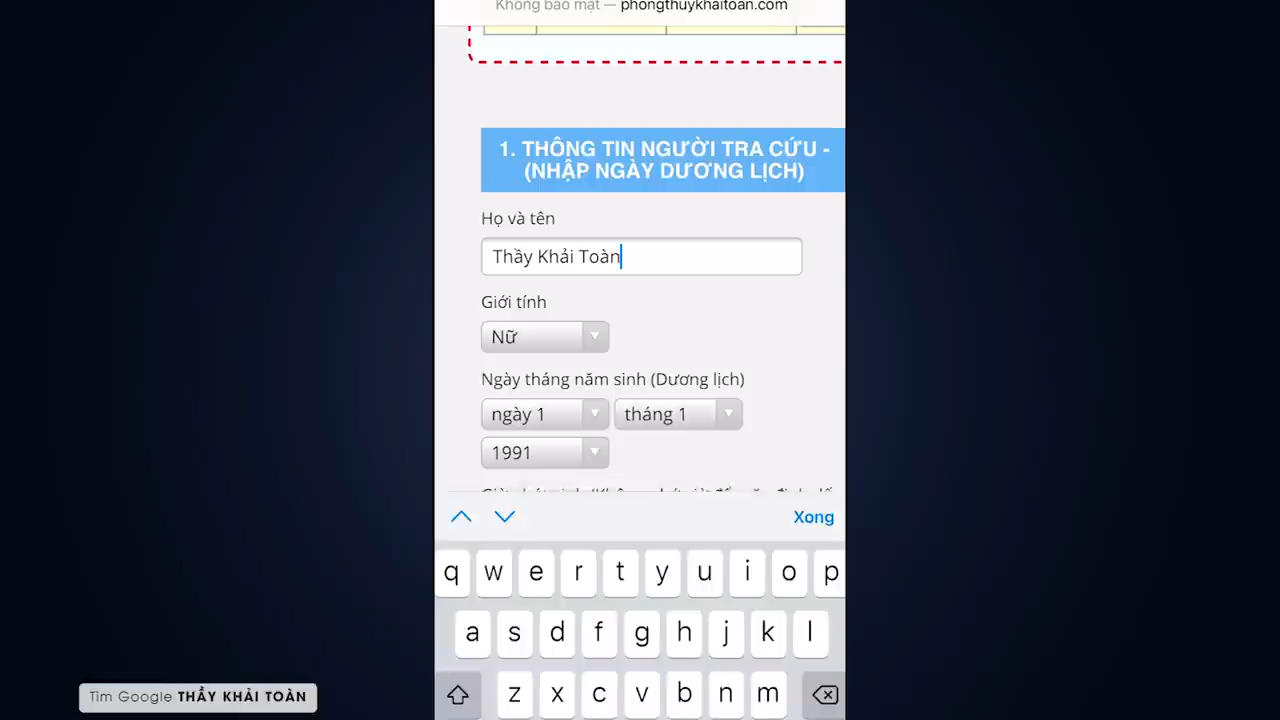 Không bảo mật — phongthuykhaitoan.com
1. THÔNG TIN NGƯỜI TRA CỨU -
(NHẬP NGÀY DƯƠNG LỊCH)
Họ và tên
Thầy Khải Toàn
Giới tính
Nữ
Ngày tháng năm sinh (Dương lịch)
ngày 1 tháng 1
1991
Xong
q w e r t y u i o p
a s d f g h j k l
z x c v b n m
Tìm Google THẦY KHẢI TOÀN